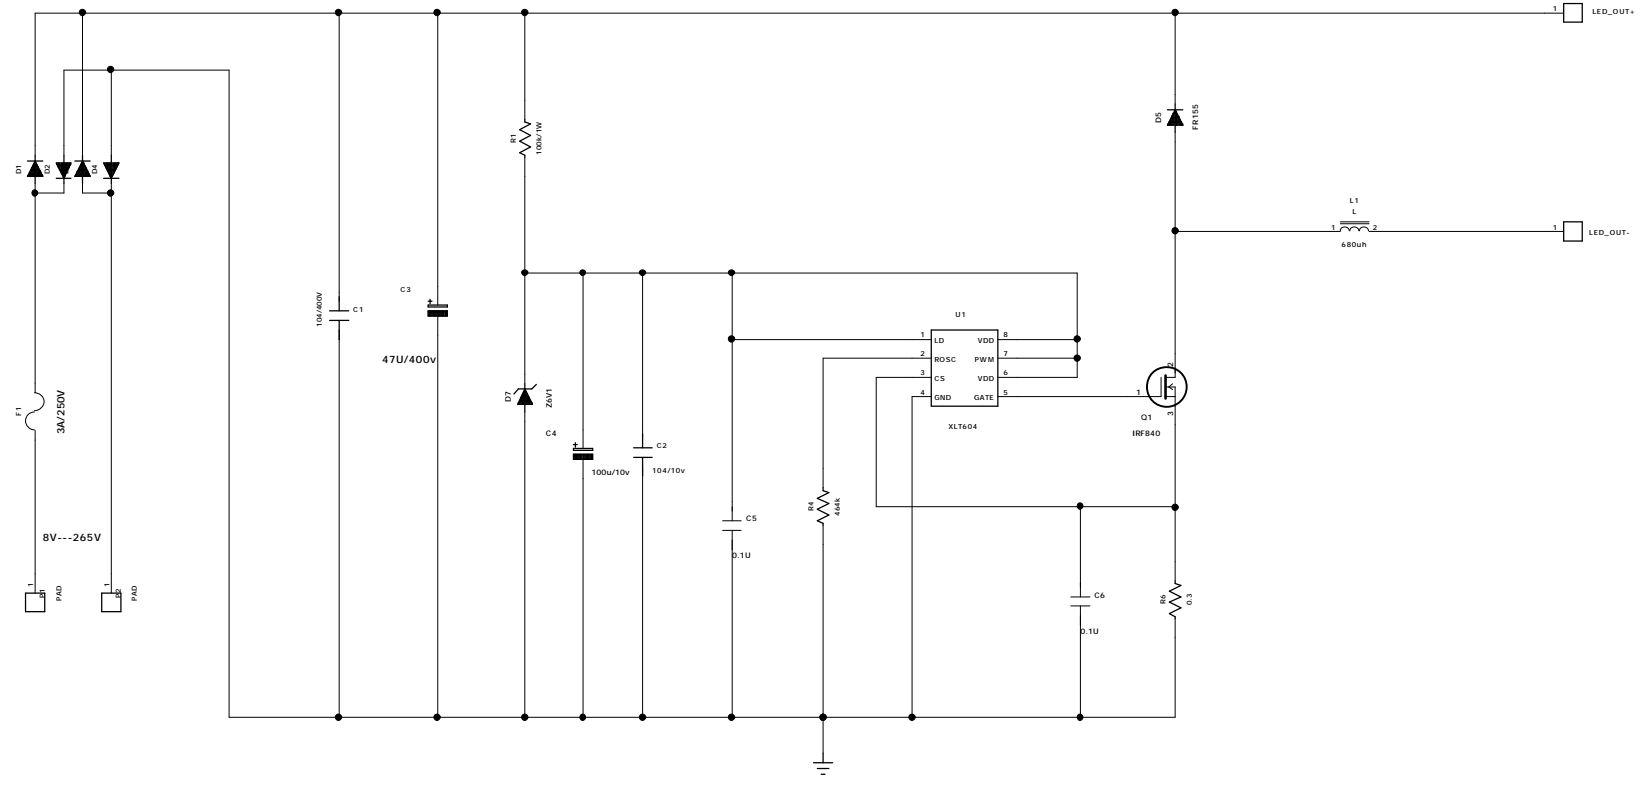 1
LED_OUT+
D5
FR155
R1
100k/1W
D1
D2
D4
L1
L
1
2
680uh
1
LED_OUT-
C3
104/400V
C1
47U/400v
U1
1
LD
VDD
8
2
ROSC
PWM
7
3
CS
VDD
6
4
GND
GATE
5
XLT604
2
1
3
Q1
IRF840
F1
3A/250V
D7
Z6V1
C4
100u/10v
C2
104/10v
R4
464k
C5
0.1U
8V---265V
1
PAD
1
PAD
C6
0.1U
R6
0.3